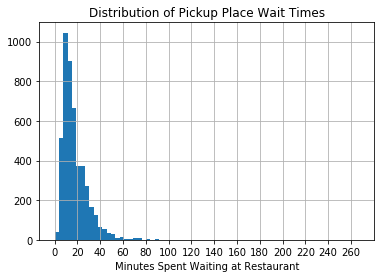 Distribution of Pickup Place Wait Times
1000
800
600
400
200
0
0 20 40 60 80 100 120 140 160 180 200 220 240 260
Minutes Spent Waiting at Restaurant